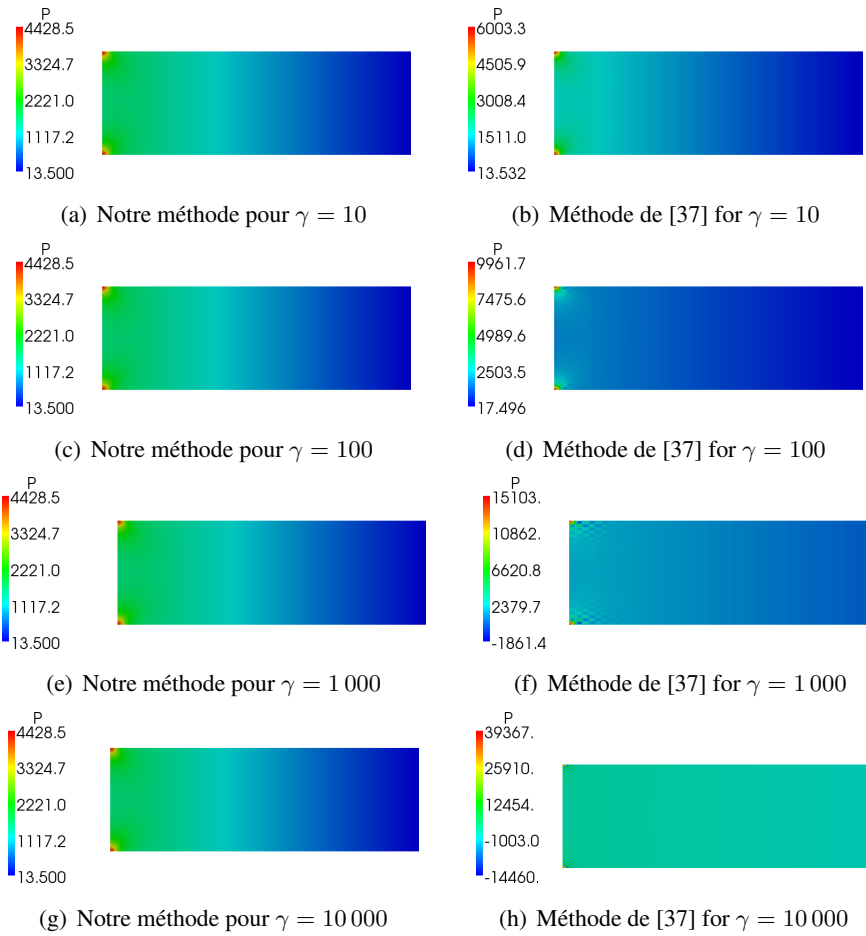 P
4428.5
3324.7
2221.0
1117.2
13.500
P
6003.3
4505.9
3008.4
1511.0
13.532
(a) Notre méthode pour γ = 10
(b) Méthode de [37] for γ = 10
P
4428.5
3324.7
2221.0
1117.2
13.500
P
9961.7
7475.6
4989.6
2503.5
17.496
(c) Notre méthode pour γ = 100
(d) Méthode de [37] for γ = 100
P
4428.5
3324.7
2221.0
1117.2
13.500
P
15103.
10862.
6620.8
2379.7
-1861.4
(e) Notre méthode pour γ = 1 000
(f) Méthode de [37] for γ = 1 000
P
4428.5
3324.7
2221.0
1117.2
13.500
P
39367.
25910.
12454.
-1003.0
-14460.
(g) Notre méthode pour γ = 10 000
(h) Méthode de [37] for γ = 10 000